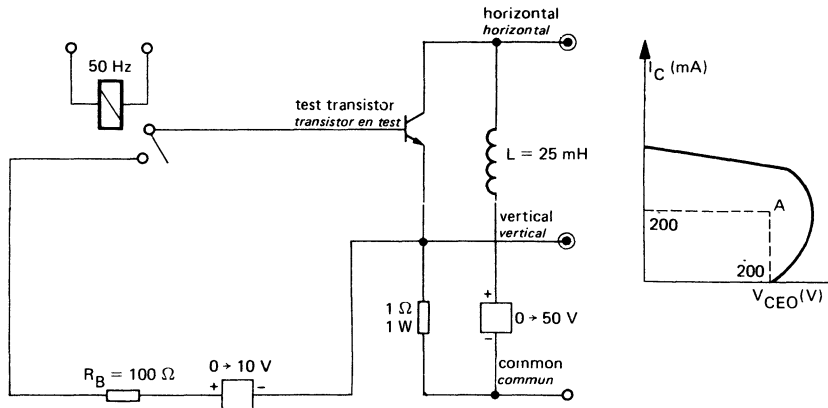 horizontal
horizontal
50 Hz
test transistor
transistor en test
L = 25 mH
vertical
vertical
1 Ω
1 W
+
0 → 50 V
−
common
commun
R_B = 100 Ω
0 → 10 V
+ −
I_C (mA)
A
200
200
V_CEO (V)